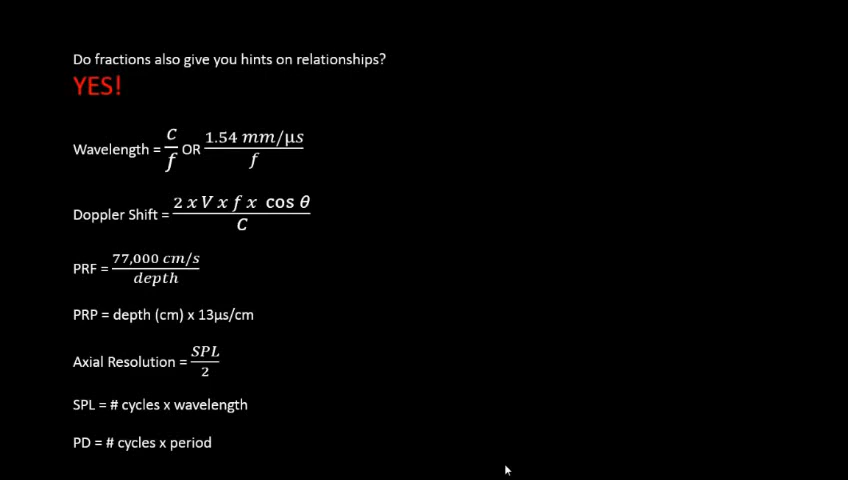 Do fractions also give you hints on relationships?
YES!
Wavelength = C/f OR 1.54 mm/μs/f
Doppler Shift = 2 x V x f x cos θ/C
PRF = 77,000 cm/s/depth
PRP = depth (cm) x 13μs/cm
Axial Resolution = SPL/2
SPL = # cycles x wavelength
PD = # cycles x period